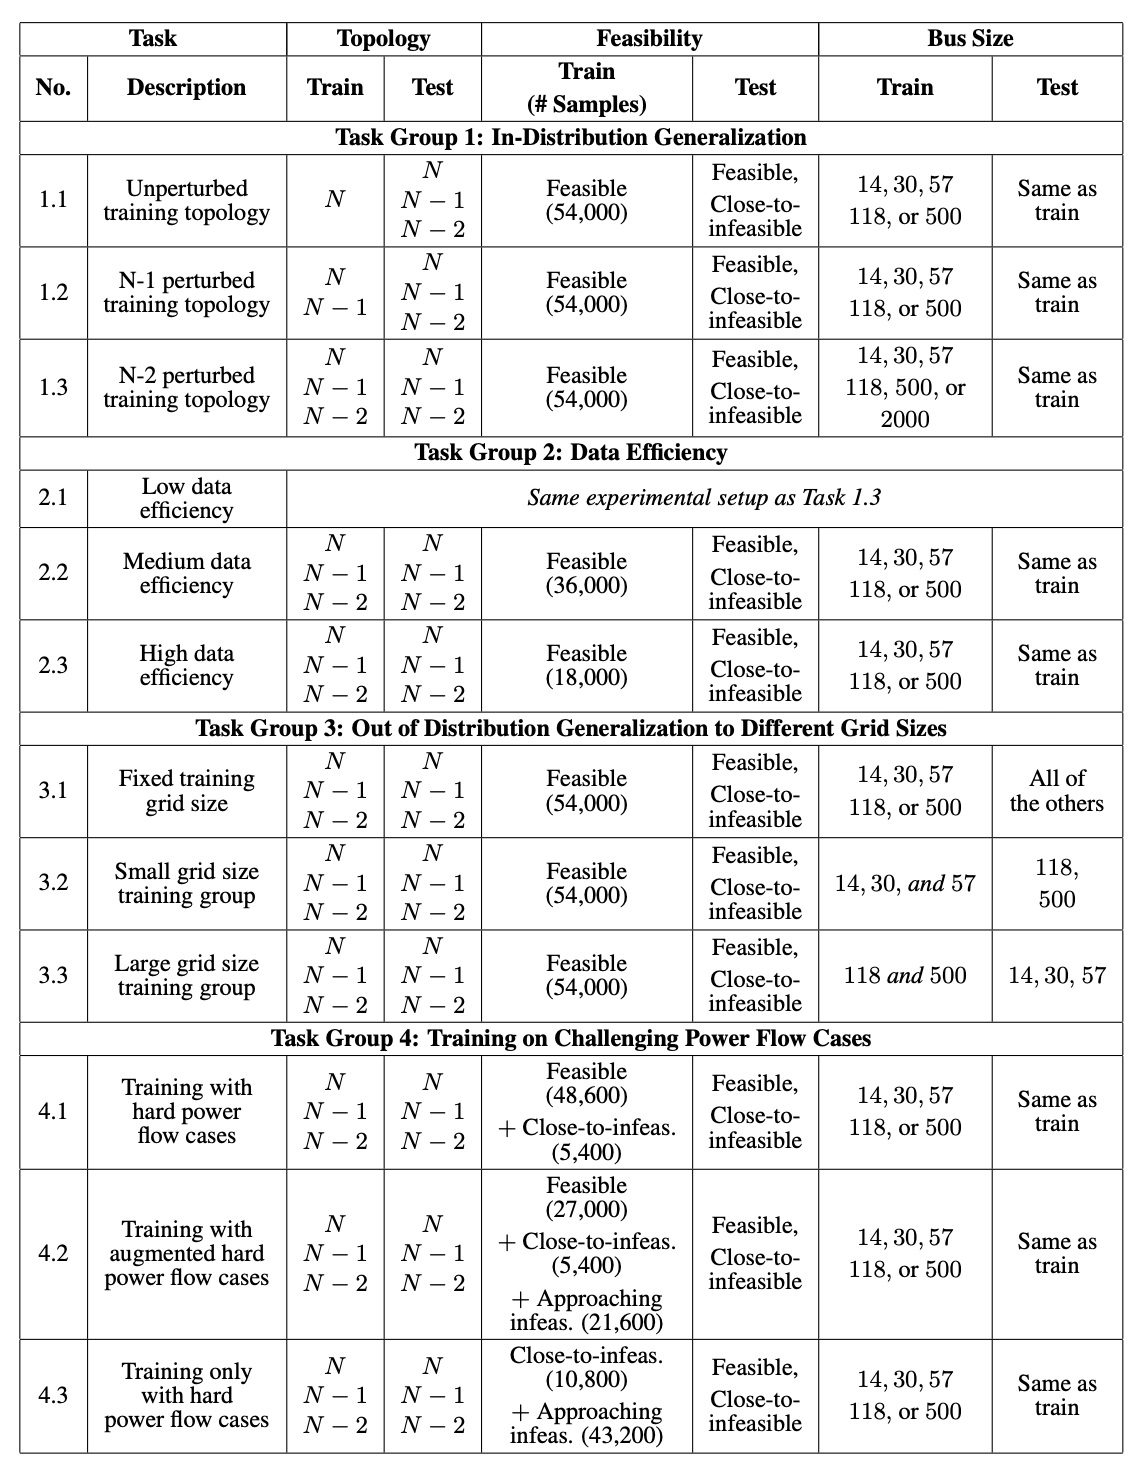 Task Topology Feasibility Bus Size
No. Description Train Test Train (# Samples) Test Train Test
Task Group 1: In-Distribution Generalization
1.1
Unperturbed
training topology
N
N
N − 1
N − 2
Feasible
(54,000)
Feasible,
Close-to-
infeasible
14, 30, 57
118, or 500
Same as
train
1.2
N-1 perturbed
training topology
N
N − 1
N
N − 1
N − 2
Feasible
(54,000)
Feasible,
Close-to-
infeasible
14, 30, 57
118, or 500
Same as
train
1.3
N-2 perturbed
training topology
N
N − 1
N − 2
N
N − 1
N − 2
Feasible
(54,000)
Feasible,
Close-to-
infeasible
14, 30, 57
118, 500, or
2000
Same as
train
Task Group 2: Data Efficiency
2.1
Low data
efficiency
Same experimental setup as Task 1.3
2.2
Medium data
efficiency
N
N − 1
N − 2
N
N − 1
N − 2
Feasible
(36,000)
Feasible,
Close-to-
infeasible
14, 30, 57
118, or 500
Same as
train
2.3
High data
efficiency
N
N − 1
N − 2
N
N − 1
N − 2
Feasible
(18,000)
Feasible,
Close-to-
infeasible
14, 30, 57
118, or 500
Same as
train
Task Group 3: Out of Distribution Generalization to Different Grid Sizes
3.1
Fixed training
grid size
N
N − 1
N − 2
N
N − 1
N − 2
Feasible
(54,000)
Feasible,
Close-to-
infeasible
14, 30, 57
118, or 500
All of
the others
3.2
Small grid size
training group
N
N − 1
N − 2
N
N − 1
N − 2
Feasible
(54,000)
Feasible,
Close-to-
infeasible
14, 30, and 57
118,
500
3.3
Large grid size
training group
N
N − 1
N − 2
N
N − 1
N − 2
Feasible
(54,000)
Feasible,
Close-to-
infeasible
118 and 500
14, 30, 57
Task Group 4: Training on Challenging Power Flow Cases
4.1
Training with
hard power
flow cases
N
N − 1
N − 2
N
N − 1
N − 2
Feasible
(48,600)
+ Close-to-infeas.
(5,400)
Feasible,
Close-to-
infeasible
14, 30, 57
118, or 500
Same as
train
4.2
Training with
augmented hard
power flow cases
N
N − 1
N − 2
N
N − 1
N − 2
Feasible
(27,000)
+ Close-to-infeas.
(5,400)
+ Approaching
infeas. (21,600)
Feasible,
Close-to-
infeasible
14, 30, 57
118, or 500
Same as
train
4.3
Training only
with hard
power flow cases
N
N − 1
N − 2
N
N − 1
N − 2
Close-to-infeas.
(10,800)
+ Approaching
infeas. (43,200)
Feasible,
Close-to-
infeasible
14, 30, 57
118, or 500
Same as
train